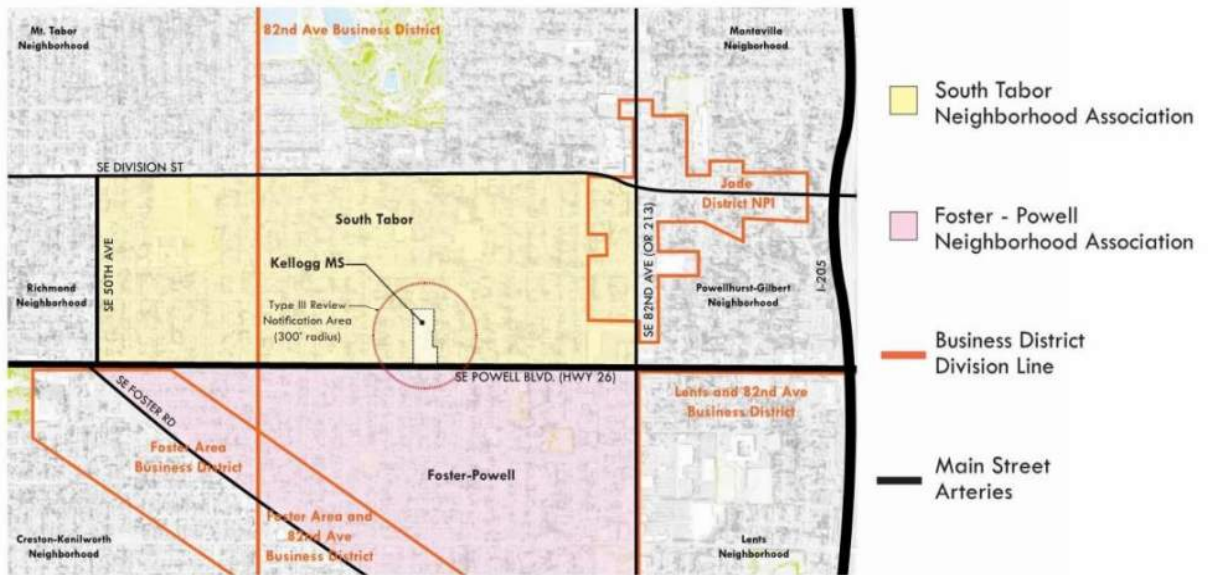 Mt. Tabor
Neighborhood
82nd Ave Business District
Montavilla
Neighborhood
South Tabor
Neighborhood Association
SE DIVISION ST
Jade
District NPI
South Tabor
Foster - Powell
Neighborhood Association
SE 50TH AVE
Kellogg MS
SE 82ND AVE (OR 213)
I-205
Richmond
Neighborhood
Type III Review
Notification Area
(300' radius)
Powellhurst-Gilbert
Neighborhood
Business District
Division Line
SE POWELL BLVD. (HWY 26)
SE FOSTER RD
Lents and 82nd Ave
Business District
Foster Area
Business District
Foster-Powell
Main Street
Arteries
Foster Area and
82nd Ave
Business District
Creston-Kenilworth
Neighborhood
Lents
Neighborhood